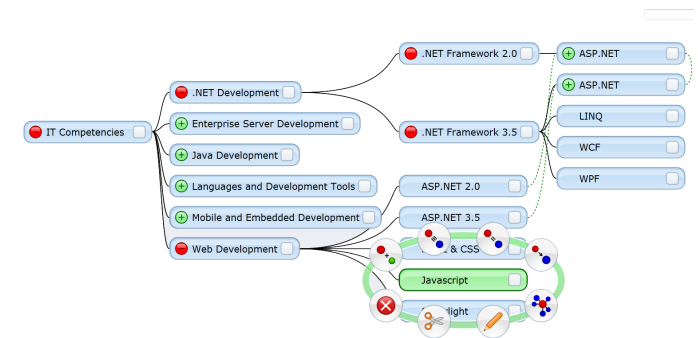 .NET Framework 2.0
ASP.NET
ASP.NET
.NET Development
LINQ
IT Competencies
Enterprise Server Development
.NET Framework 3.5
WCF
Java Development
WPF
Languages and Development Tools
ASP.NET 2.0
Mobile and Embedded Development
ASP.NET 3.5
Web Development
& CSS
Javascript